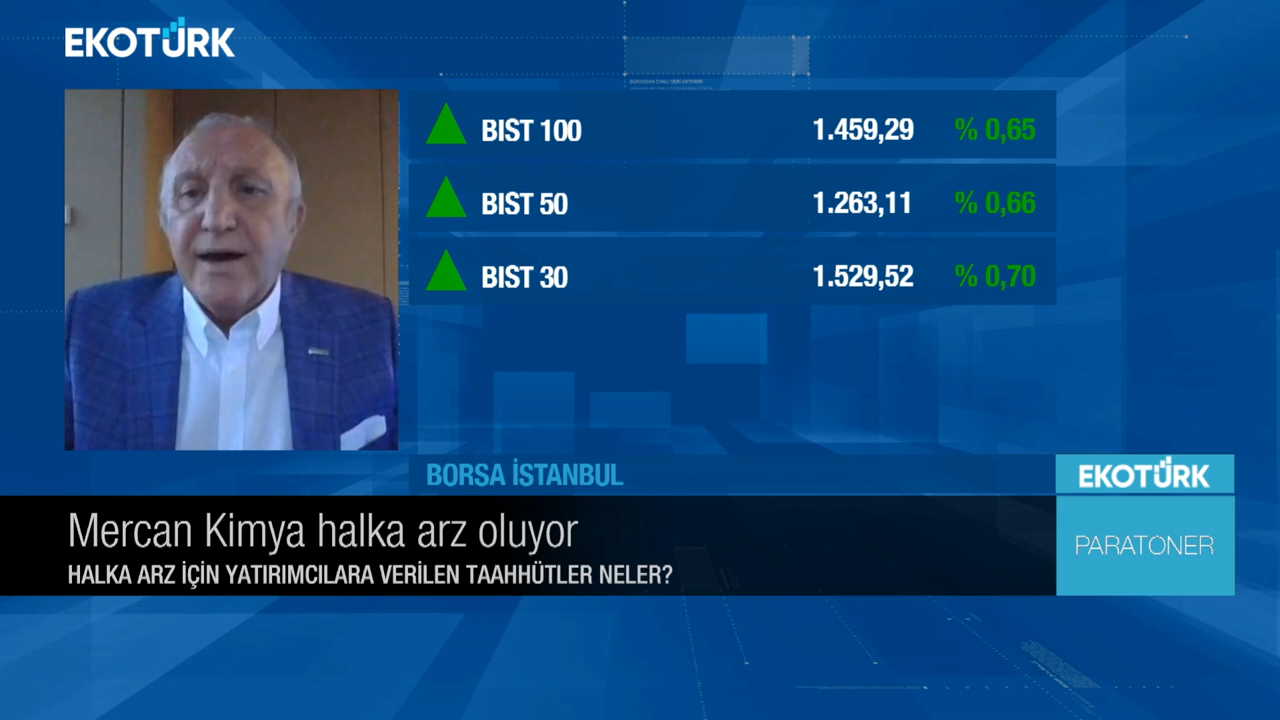 EKOTÜRK
BIST 100 1.459,29 % 0,65
BIST 50 1.263,11 % 0,66
BIST 30 1.529,52 % 0,70
BORSA İSTANBUL
EKOTÜRK
Mercan Kimya halka arz oluyor
HALKA ARZ İÇİN YATIRIMCILARA VERİLEN TAAHHÜTLER NELER?
PARATONER